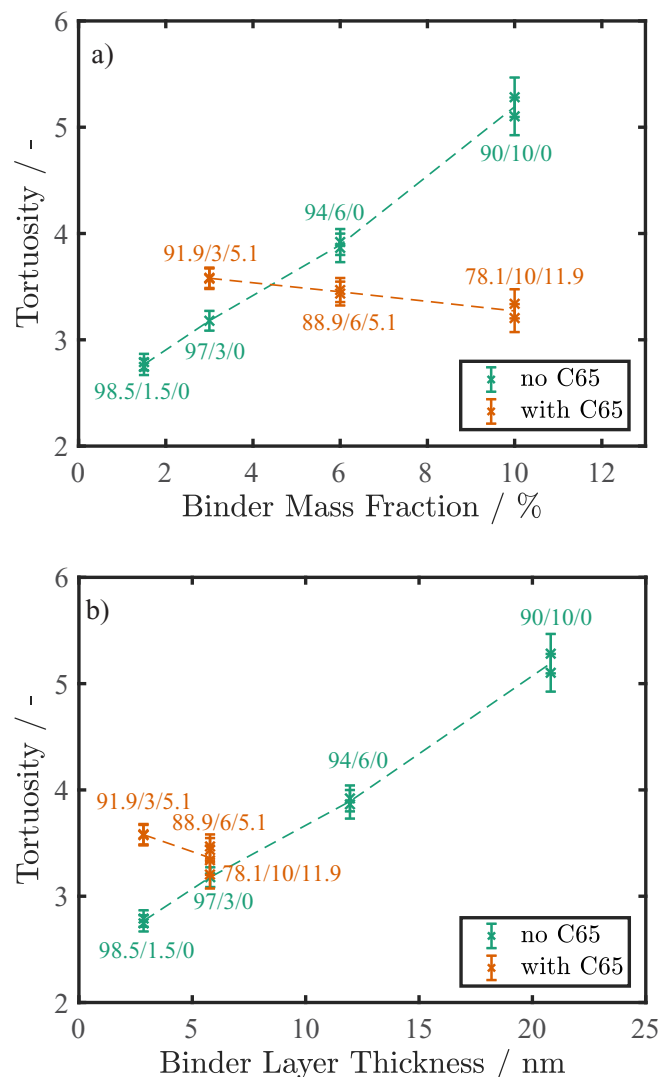 a)
6
5
4
3
2
Tortuosity / -
90/10/0
94/6/0
91.9/3/5.1
78.1/10/11.9
88.9/6/5.1
97/3/0
98.5/1.5/0
no C65
with C65
0 2 4 6 8 10 12
Binder Mass Fraction / %
b)
6
5
4
3
2
Tortuosity / -
90/10/0
94/6/0
91.9/3/5.1
88.9/6/5.1
78.1/10/11.9
97/3/0
98.5/1.5/0
no C65
with C65
0 5 10 15 20 25
Binder Layer Thickness / nm